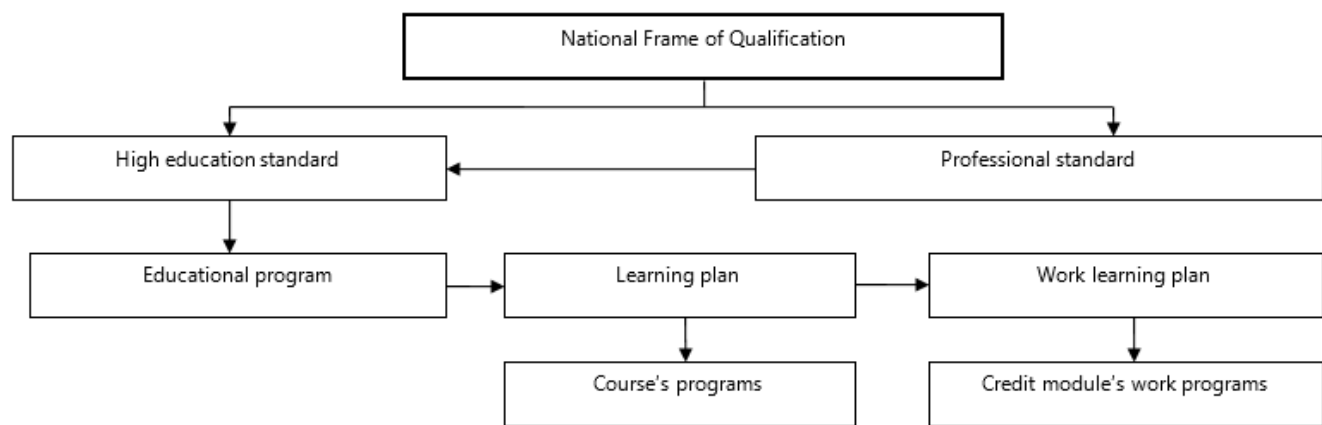 National Frame of Qualification
High education standard
Professional standard
Educational program
Learning plan
Work learning plan
Course's programs
Credit module's work programs